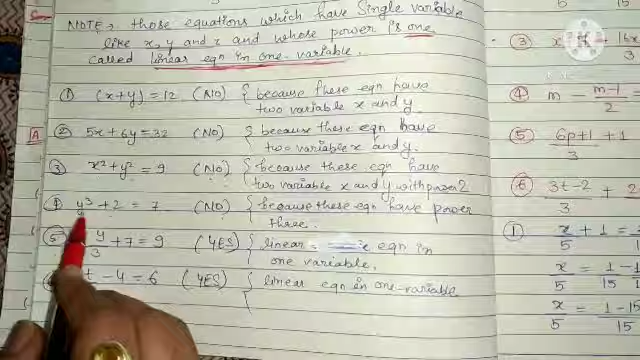 NOTE, those equations which have Single variable
like x, y and z and whose power is one
called linear eqn in one-variable.
① (x+y) = 12 (NO) { because these eqn have
two variable x and y
② 5x + 6y = 32 (NO) { because these eqn have
two variable x and y.
③ x² + y² = 9 (NO) { because these eqn have
two variable x and y with power 2
y³ + 2 = 7 (NO) { because these eqn have power
three.
⑤ y/3 + 7 = 9 (YES) { linear eqn in
one variable.
t - 4 = 6 (YES) { linear eqn in one-variable
A
③ x 16x
3
④ m - m-1
2
⑤ 6p+1 + 1
3
⑥ 3t-2 + 2
3
① x/5 + 1 = 1/15
x/5 = 1/15 - 1
x/5 = 1-15/15
K